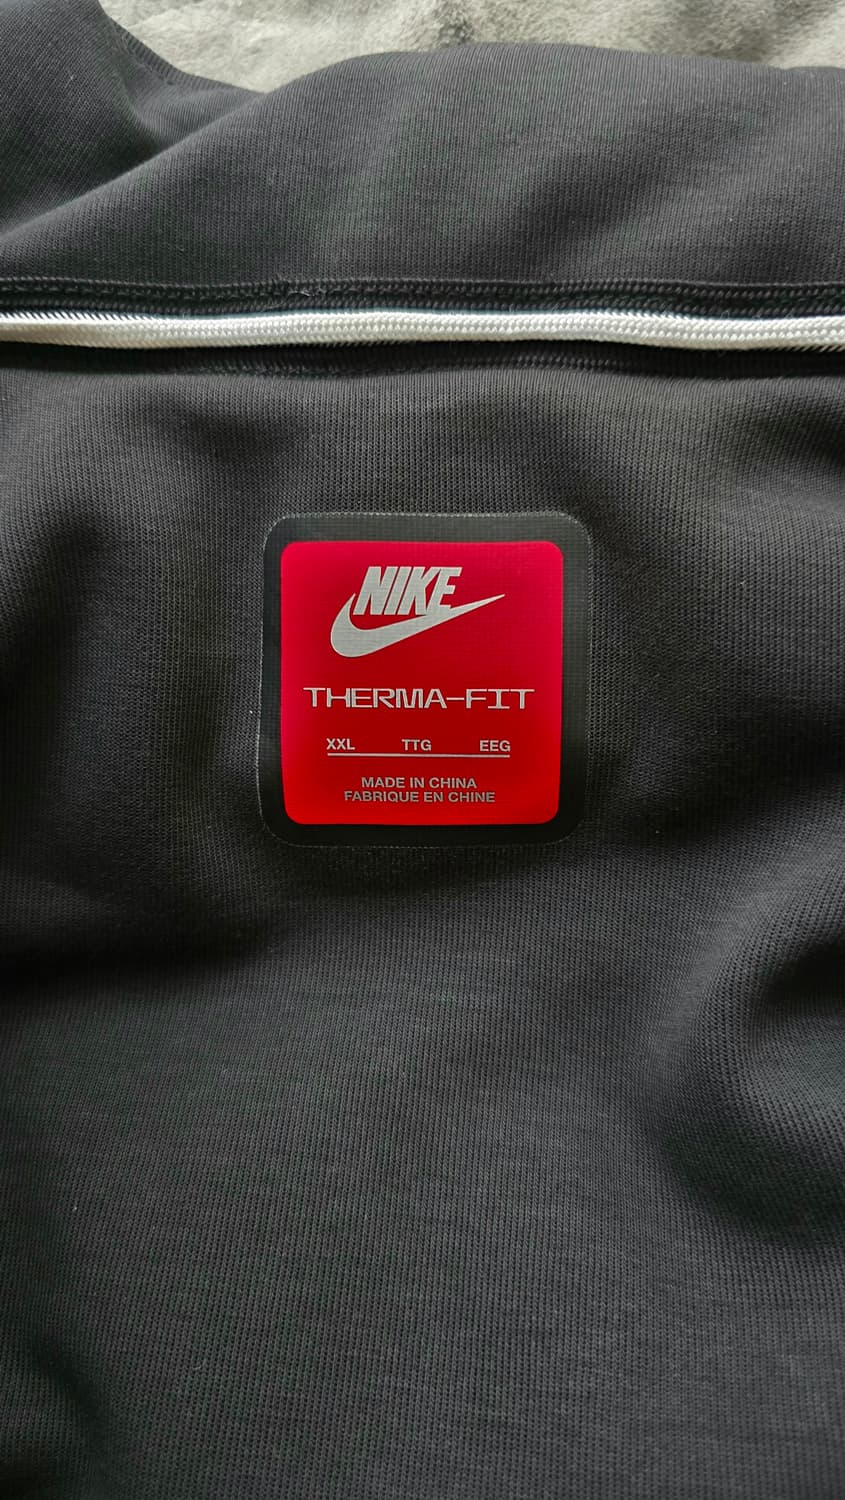 NIKE
THERMA-FIT
XXL TTG EEG
MADE IN CHINA
FABRIQUE EN CHINE